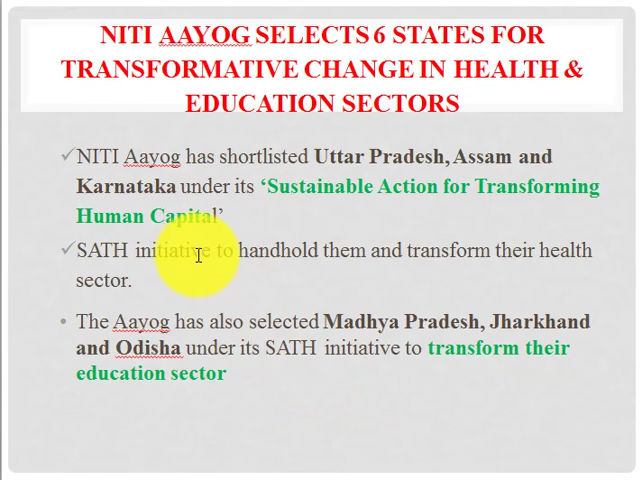 NITI AAYOG SELECTS 6 STATES FOR
TRANSFORMATIVE CHANGE IN HEALTH &
EDUCATION SECTORS
✓NITI Aayog has shortlisted Uttar Pradesh, Assam and
Karnataka under its ‘Sustainable Action for Transforming
Human Capital’
✓SATH initiative to handhold them and transform their health
sector.
• The Aayog has also selected Madhya Pradesh, Jharkhand
and Odisha under its SATH initiative to transform their
education sector